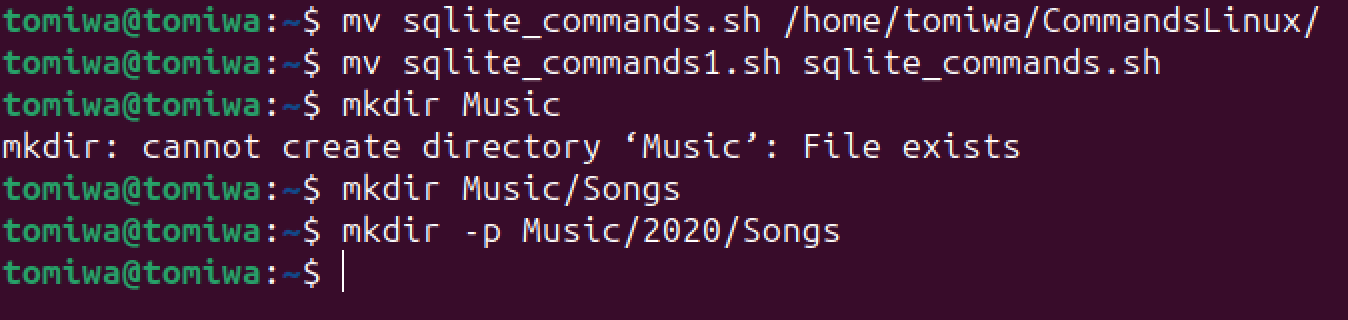 tomiwa@tomiwa:~$ mv sqlite_commands.sh /home/tomiwa/CommandsLinux/
tomiwa@tomiwa:~$ mv sqlite_commands1.sh sqlite_commands.sh
tomiwa@tomiwa:~$ mkdir Music
mkdir: cannot create directory ‘Music’: File exists
tomiwa@tomiwa:~$ mkdir Music/Songs
tomiwa@tomiwa:~$ mkdir -p Music/2020/Songs
tomiwa@tomiwa:~$